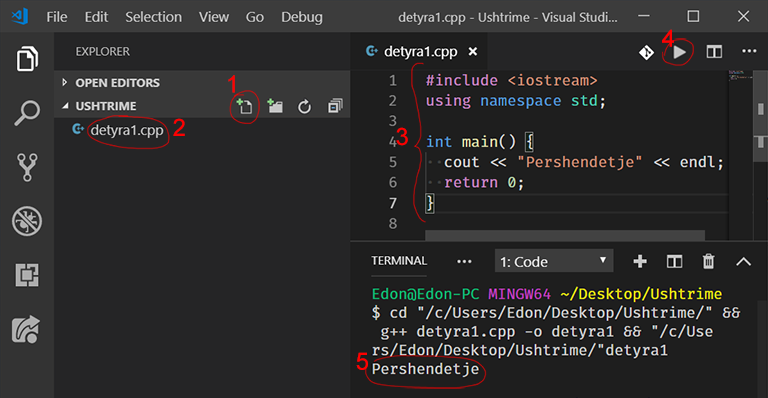 File Edit Selection View Go Debug detyra1.cpp - Ushtrime - Visual Studi...
EXPLORER
OPEN EDITORS
1
USHTRIME
detyra1.cpp 2
detyra1.cpp
4
3
1 #include <iostream>
2 using namespace std;
3
4 int main() {
5 cout << "Pershendetje" << endl;
6 return 0;
7 }
8
TERMINAL ... 1: Code
Edon@Edon-PC MINGW64 ~/Desktop/Ushtrime
$ cd "/c/Users/Edon/Desktop/Ushtrime/" &&
g++ detyra1.cpp -o detyra1 && "/c/Use
rs/Edon/Desktop/Ushtrime/"detyra1
5 Pershendetje